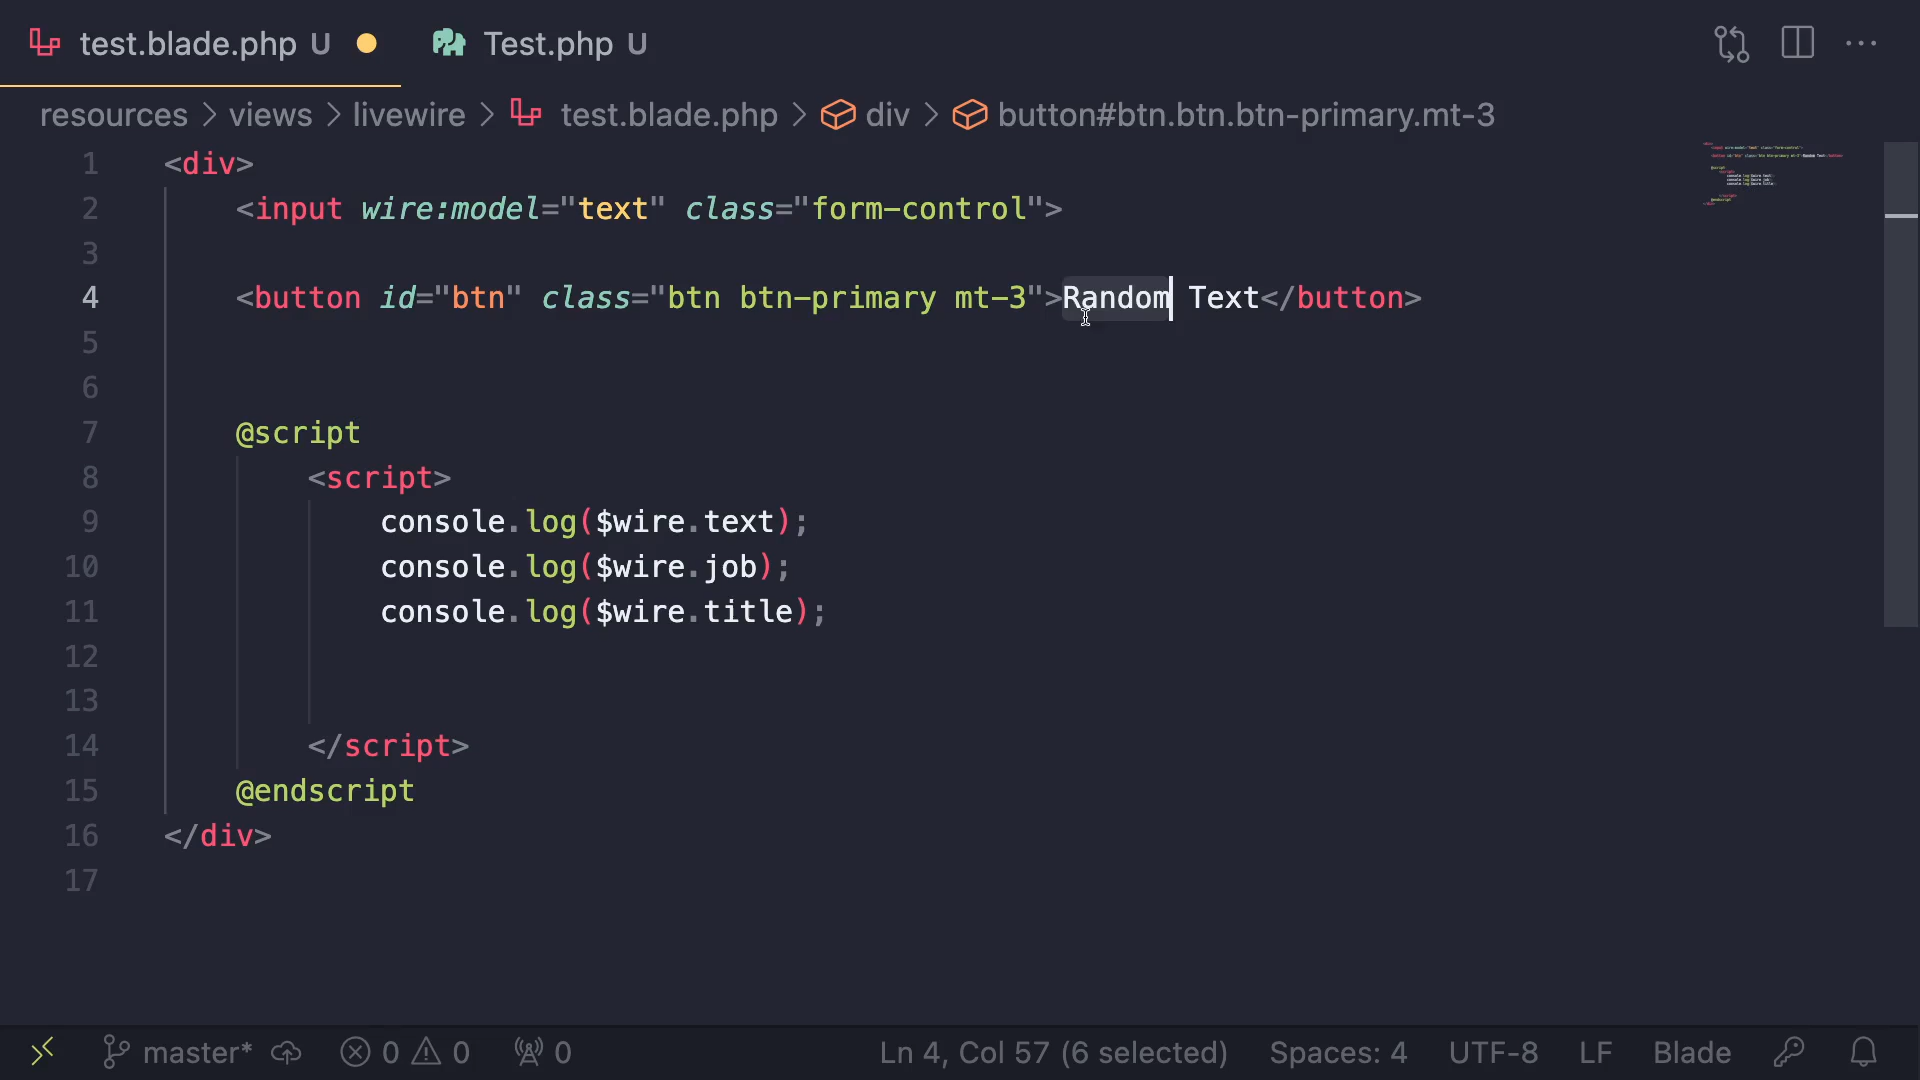 test.blade.php U
Test.php U
resources > views > livewire > test.blade.php > div > button#btn.btn.btn-primary.mt-3
1 <div>
2 <input wire:model="text" class="form-control">
3
4 <button id="btn" class="btn btn-primary mt-3">Random Text</button>
5
6
7 @script
8 <script>
9 console.log($wire.text);
10 console.log($wire.job);
11 console.log($wire.title);
12
13
14 </script>
15 @endscript
16 </div>
17
master* 0 0 0 Ln 4, Col 57 (6 selected) Spaces: 4 UTF-8 LF Blade